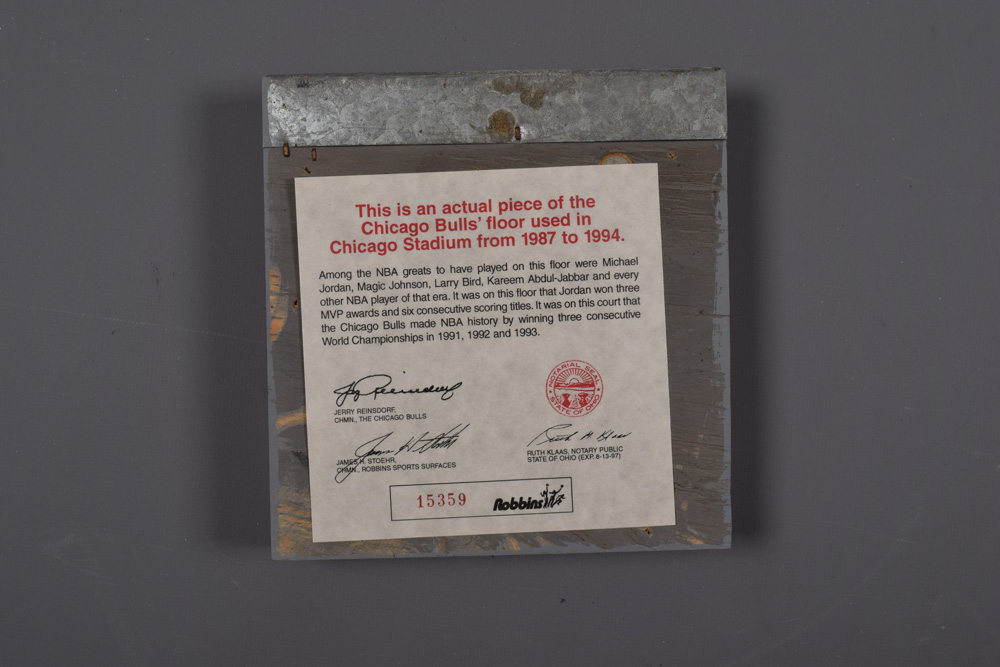 This is an actual piece of the
Chicago Bulls' floor used in
Chicago Stadium from 1987 to 1994.
Among the NBA greats to have played on this floor were Michael
Jordan, Magic Johnson, Larry Bird, Kareem Abdul-Jabbar and every
other NBA player of that era. It was on this floor that Jordan won three
MVP awards and six consecutive scoring titles. It was on this court that
the Chicago Bulls made NBA history by winning three consecutive
World Championships in 1991, 1992 and 1993.
Jerry Reinsdorf
JERRY REINSDORF,
CHMN., THE CHICAGO BULLS
NOTARIAL SEAL
STATE OF OHIO
James H. Stoehr
JAMES H. STOEHR,
CHMN., ROBBINS SPORTS SURFACES
Ruth H. Klaas
RUTH KLAAS, NOTARY PUBLIC
STATE OF OHIO (EXP. 8-13-97)
15359
Robbins